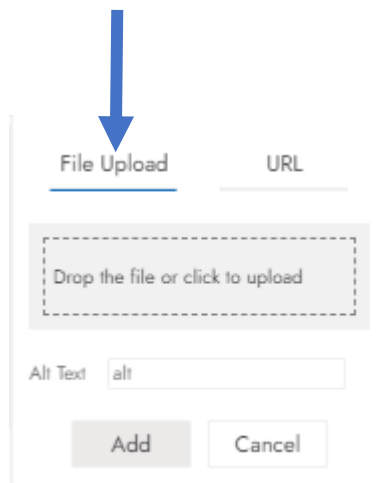 File Upload URL
Drop the file or click to upload
Alt Text alt
Add Cancel